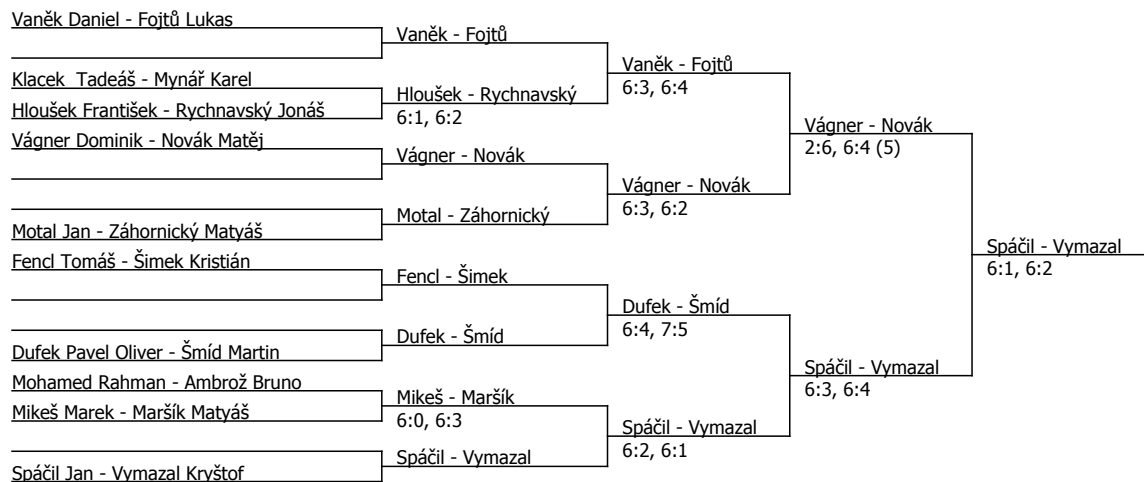 Vaněk Daniel - Fojtů Lukas
Klacek  Tadeáš - Mynář Karel
Hloušek František - Rychnavský Jonáš
Vágner Dominik - Novák Matěj
Motal Jan - Záhornický Matyáš
Fencl Tomáš - Šimek Kristián
Dufek Pavel Oliver - Šmíd Martin
Mohamed Rahman - Ambrož Bruno
Mikeš Marek - Maršík Matyáš
Spáčil Jan - Vymazal Kryštof
Vaněk - Fojtů
Hloušek - Rychnavský
6:1, 6:2
Vágner - Novák
Motal - Záhornický
Fencl - Šimek
Dufek - Šmíd
Mikeš - Maršík
6:0, 6:3
Spáčil - Vymazal
Vaněk - Fojtů
6:3, 6:4
Vágner - Novák
6:3, 6:2
Dufek - Šmíd
6:4, 7:5
Spáčil - Vymazal
6:2, 6:1
Vágner - Novák
2:6, 6:4 (5)
Spáčil - Vymazal
6:3, 6:4
Spáčil - Vymazal
6:1, 6:2